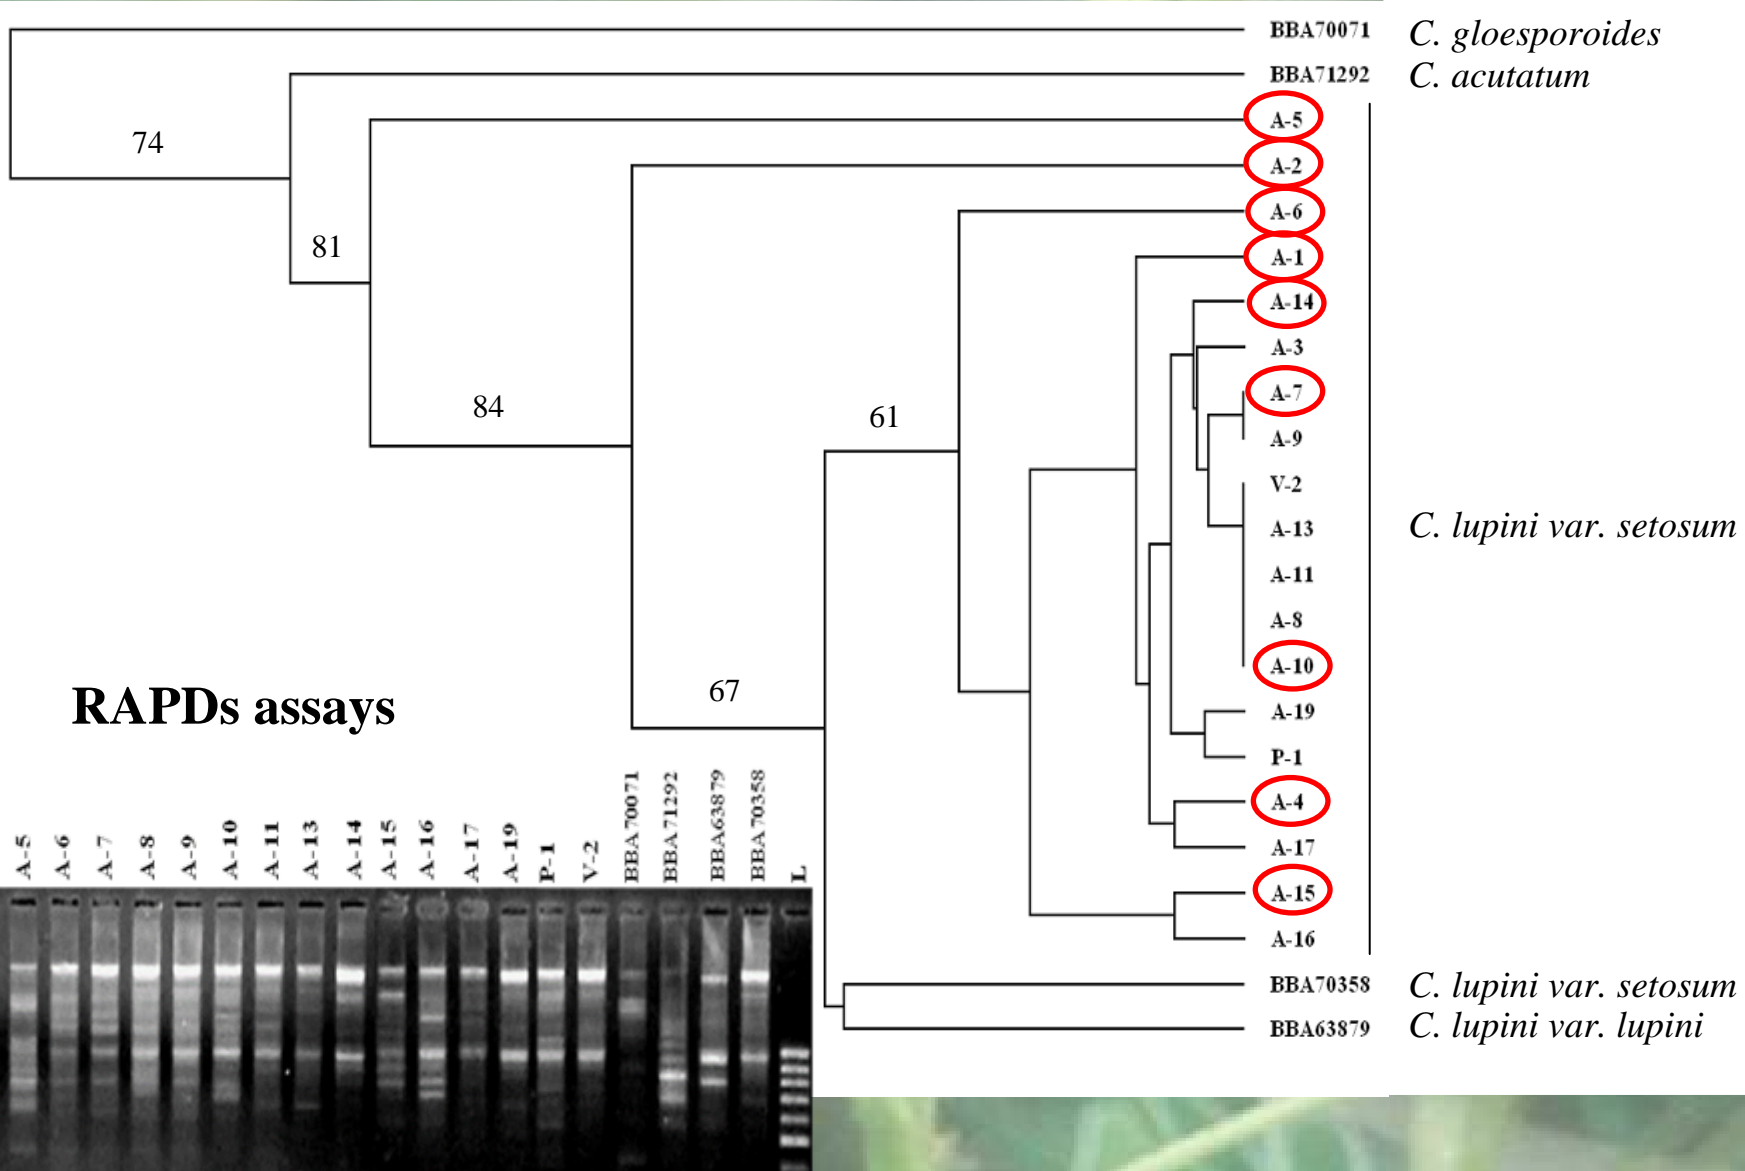 BBA70071 C. gloesporoides
BBA71292 C. acutatum
A-5
74
A-2
A-6
81
A-1
A-14
A-3
A-7
84
61
A-9
V-2
A-13 C. lupini var. setosum
A-11
A-8
A-10
67
RAPDs assays
A-19
P-1
A-4
A-17
A-15
A-16
BBA70358 C. lupini var. setosum
BBA63879 C. lupini var. lupini
A-5 A-6 A-7 A-8 A-9 A-10 A-11 A-13 A-14 A-15 A-16 A-17 A-19 P-1 V-2 BBA70071 BBA71292 BBA63879 BBA70358 L